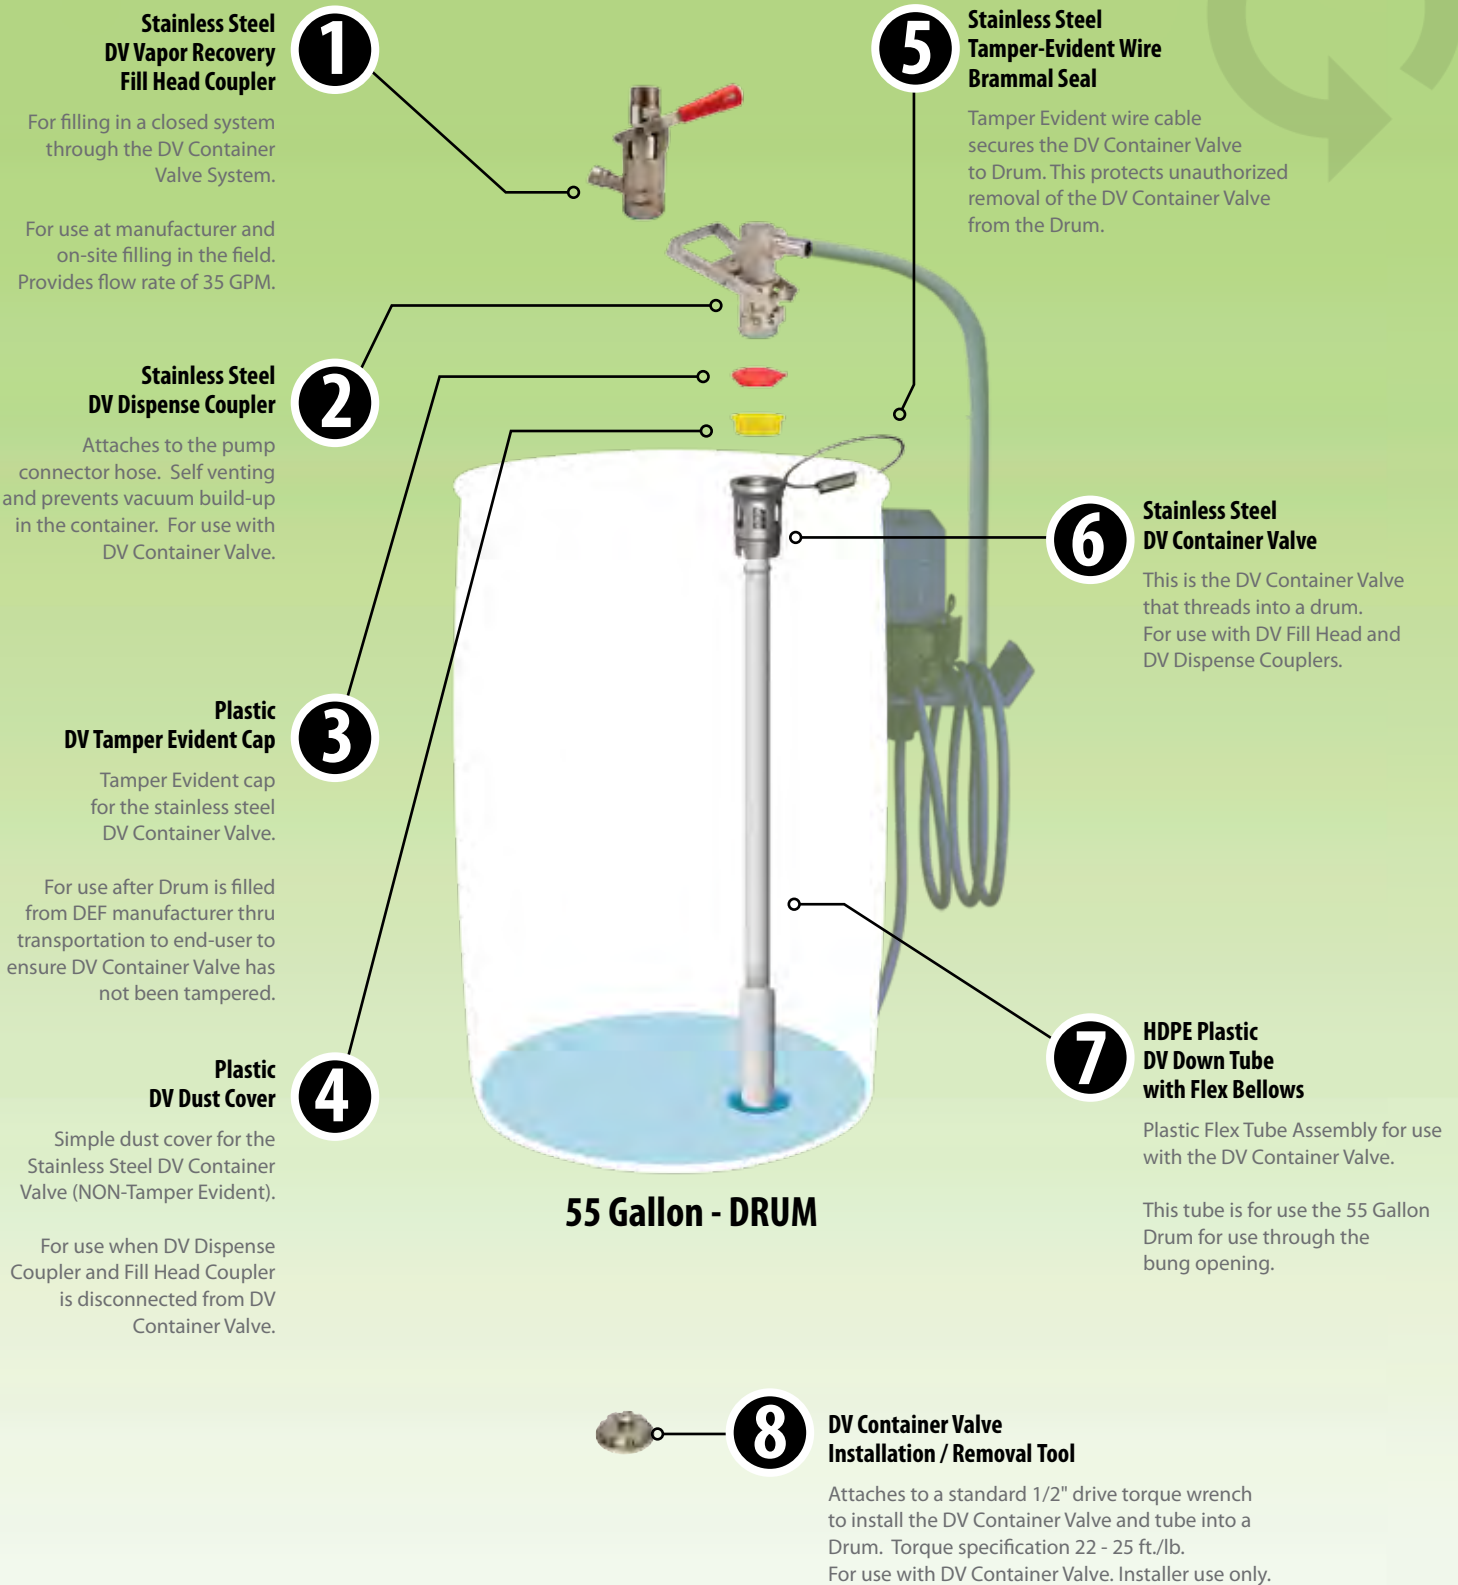 1
Stainless Steel
DV Vapor Recovery
Fill Head Coupler
For filling in a closed system
through the DV Container
Valve System.
For use at manufacturer and
on-site filling in the field.
Provides flow rate of 35 GPM.
2
Stainless Steel
DV Dispense Coupler
Attaches to the pump
connector hose. Self venting
and prevents vacuum build-up
in the container. For use with
DV Container Valve.
3
Plastic
DV Tamper Evident Cap
Tamper Evident cap
for the stainless steel
DV Container Valve.
For use after Drum is filled
from DEF manufacturer thru
transportation to end-user to
ensure DV Container Valve has
not been tampered.
4
Plastic
DV Dust Cover
Simple dust cover for the
Stainless Steel DV Container
Valve (NON-Tamper Evident).
For use when DV Dispense
Coupler and Fill Head Coupler
is disconnected from DV
Container Valve.
5
Stainless Steel
Tamper-Evident Wire
Brammal Seal
Tamper Evident wire cable
secures the DV Container Valve
to Drum. This protects unauthorized
removal of the DV Container Valve
from the Drum.
6
Stainless Steel
DV Container Valve
This is the DV Container Valve
that threads into a drum.
For use with DV Fill Head and
DV Dispense Couplers.
7
HDPE Plastic
DV Down Tube
with Flex Bellows
Plastic Flex Tube Assembly for use
with the DV Container Valve.
This tube is for use the 55 Gallon
Drum for use through the
bung opening.
55 Gallon - DRUM
8
DV Container Valve
Installation / Removal Tool
Attaches to a standard 1/2" drive torque wrench
to install the DV Container Valve and tube into a
Drum. Torque specification 22 - 25 ft./lb.
For use with DV Container Valve. Installer use only.